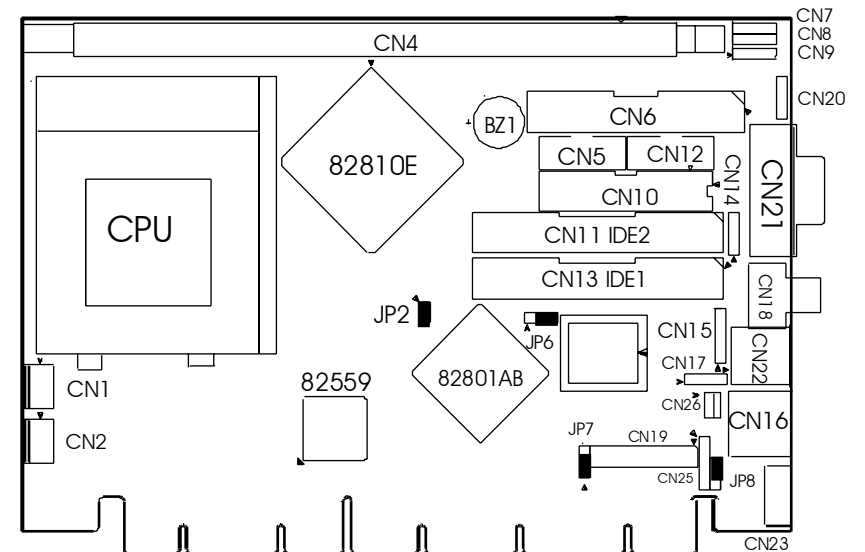 CN7
CN8
CN9
CN4
CN20
CN6
BZ1
CN5
CN12
CN14
CN21
82810E
CN10
CPU
CN11 IDE2
CN13 IDE1
CN18
JP2
JP6
CN15
CN22
CN17
82801AB
82559
CN1
CN26
CN16
CN2
JP7
CN19
CN25
JP8
CN23